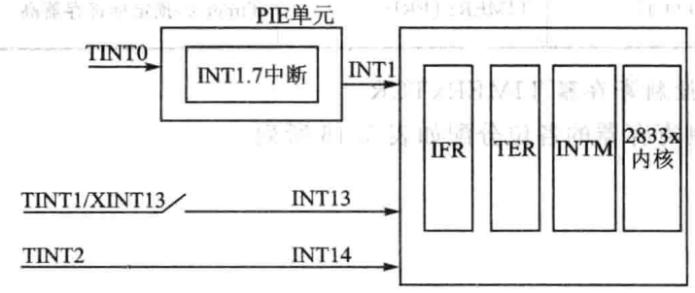 PIE单元
TINT0
INT1.7中断
INT1
IFR
TER
INTM
2833x
内核
TINT1/XINT13
INT13
TINT2
INT14